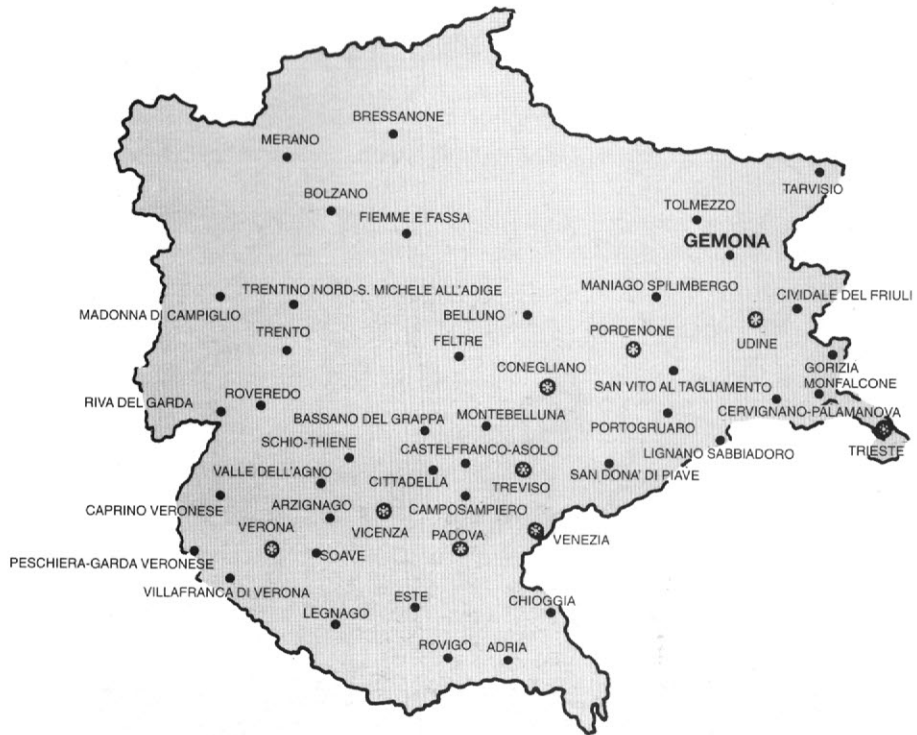 BRESSANONE
MERANO
TARVISIO
BOLZANO
TOLMEZZO
FIEMME E FASSA
GEMONA
TRENTINO NORD-S. MICHELE ALL'ADIGE
MANIAGO SPILIMBERGO
CIVIDALE DEL FRIULI
MADONNA DI CAMPIGLIO
BELLUNO
TRENTO
PORDENONE
UDINE
FELTRE
CONEGLIANO
GORIZIA
SAN VITO AL TAGLIAMENTO
MONFALCONE
RIVA DEL GARDA
ROVEREDO
BASSANO DEL GRAPPA
MONTEBELLUNA
CERVIGNANO-PALAMANOVA
PORTOGRUARO
SCHIO-THIENE
CASTELFRANCO-ASOLO
LIGNANO SABBIADORO
TRIESTE
VALLE DELL'AGNO
CITTADELLA
TREVISO
SAN DONA' DI PIAVE
CAPRINO VERONESE
ARZIGNAGO
CAMPOSAMPIERO
VERONA
VICENZA
PADOVA
VENEZIA
PESCHIERA-GARDA VERONESE
SOAVE
VILLAFRANCA DI VERONA
ESTE
CHIOGGIA
LEGNAGO
ROVIGO
ADRIA